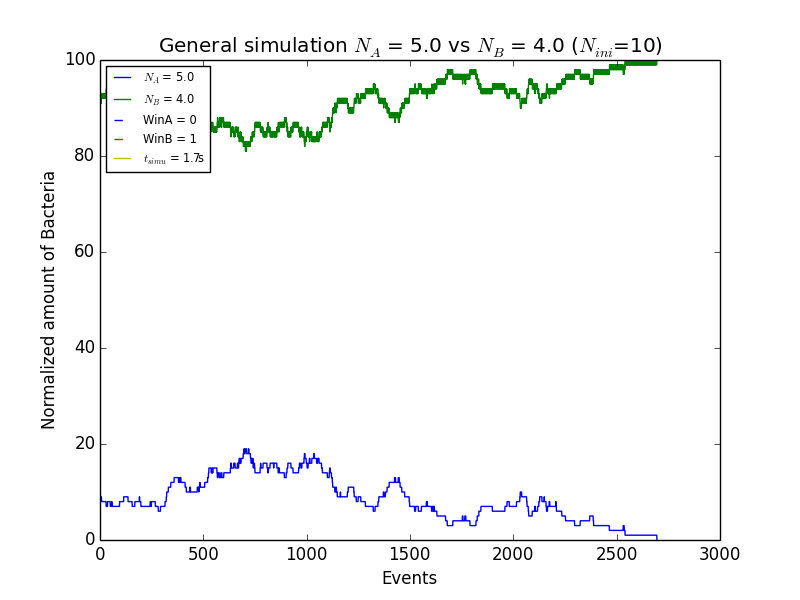 General simulation N_A = 5.0 vs N_B = 4.0 (N_ini=10)
100
80
60
40
20
0
N_A = 5.0
N_B = 4.0
WinA = 0
WinB = 1
t_simu = 1.7s
Normalized amount of Bacteria
0 500 1000 1500 2000 2500 3000
Events